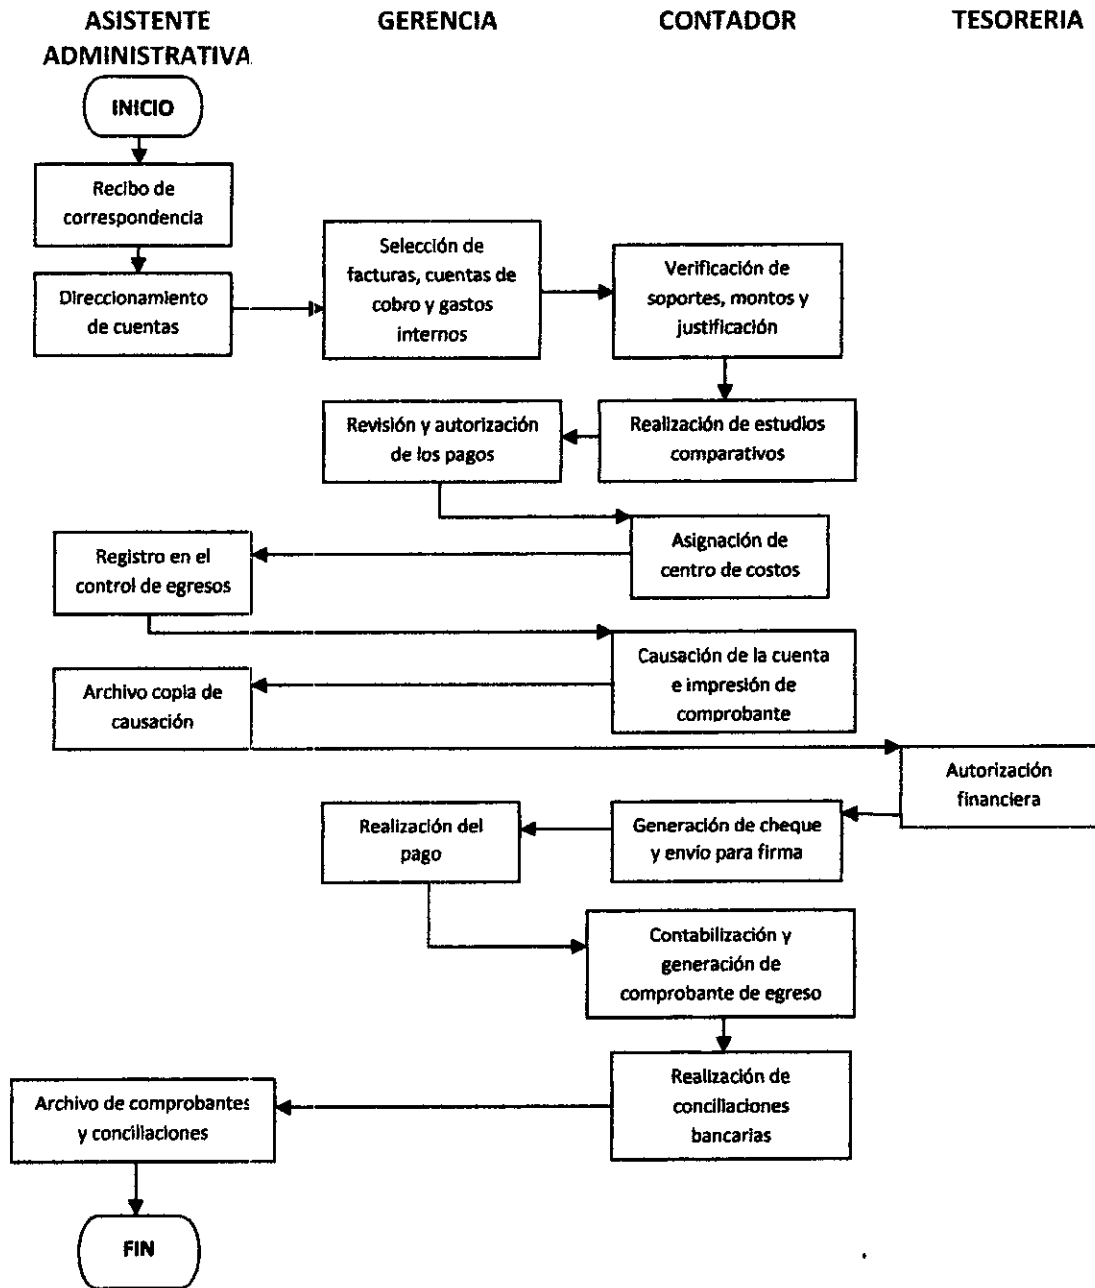 ASISTENTE
ADMINISTRATIVA
GERENCIA
CONTADOR
TESORERIA
INICIO
Recibo de
correspondencia
Direccionamiento
de cuentas
Selección de
facturas, cuentas de
cobro y gastos
internos
Verificación de
soportes, montos y
justificación
Realización de estudios
comparativos
Revisión y autorización
de los pagos
Asignación de
centro de costos
Registro en el
control de egresos
Causación de la cuenta
e impresión de
comprobante
Archivo copia de
causación
Autorización
financiera
Generación de cheque
y envío para firma
Realización del
pago
Contabilización y
generación de
comprobante de egreso
Realización de
conciliaciones
bancarias
Archivo de comprobantes
y conciliaciones
FIN